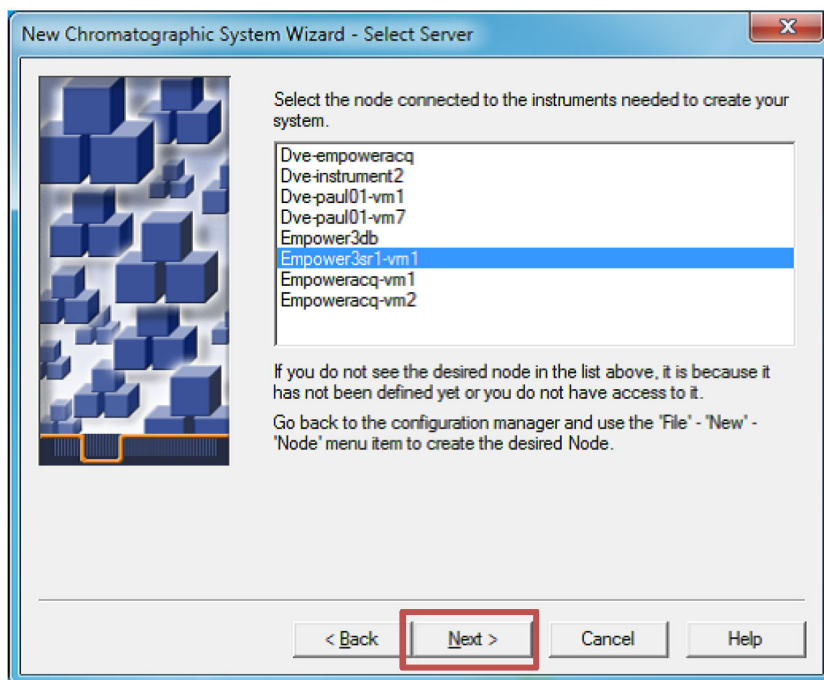 New Chromatographic System Wizard - Select Server
Select the node connected to the instruments needed to create your
system.
Dve-empoweracq
Dve-instrument2
Dve-paul01-vm1
Dve-paul01-vm7
Empower3db
Empower3sr1-vm1
Empoweracq-vm1
Empoweracq-vm2
If you do not see the desired node in the list above, it is because it
has not been defined yet or you do not have access to it.
Go back to the configuration manager and use the 'File' - 'New' -
'Node' menu item to create the desired Node.
< Back Next > Cancel Help